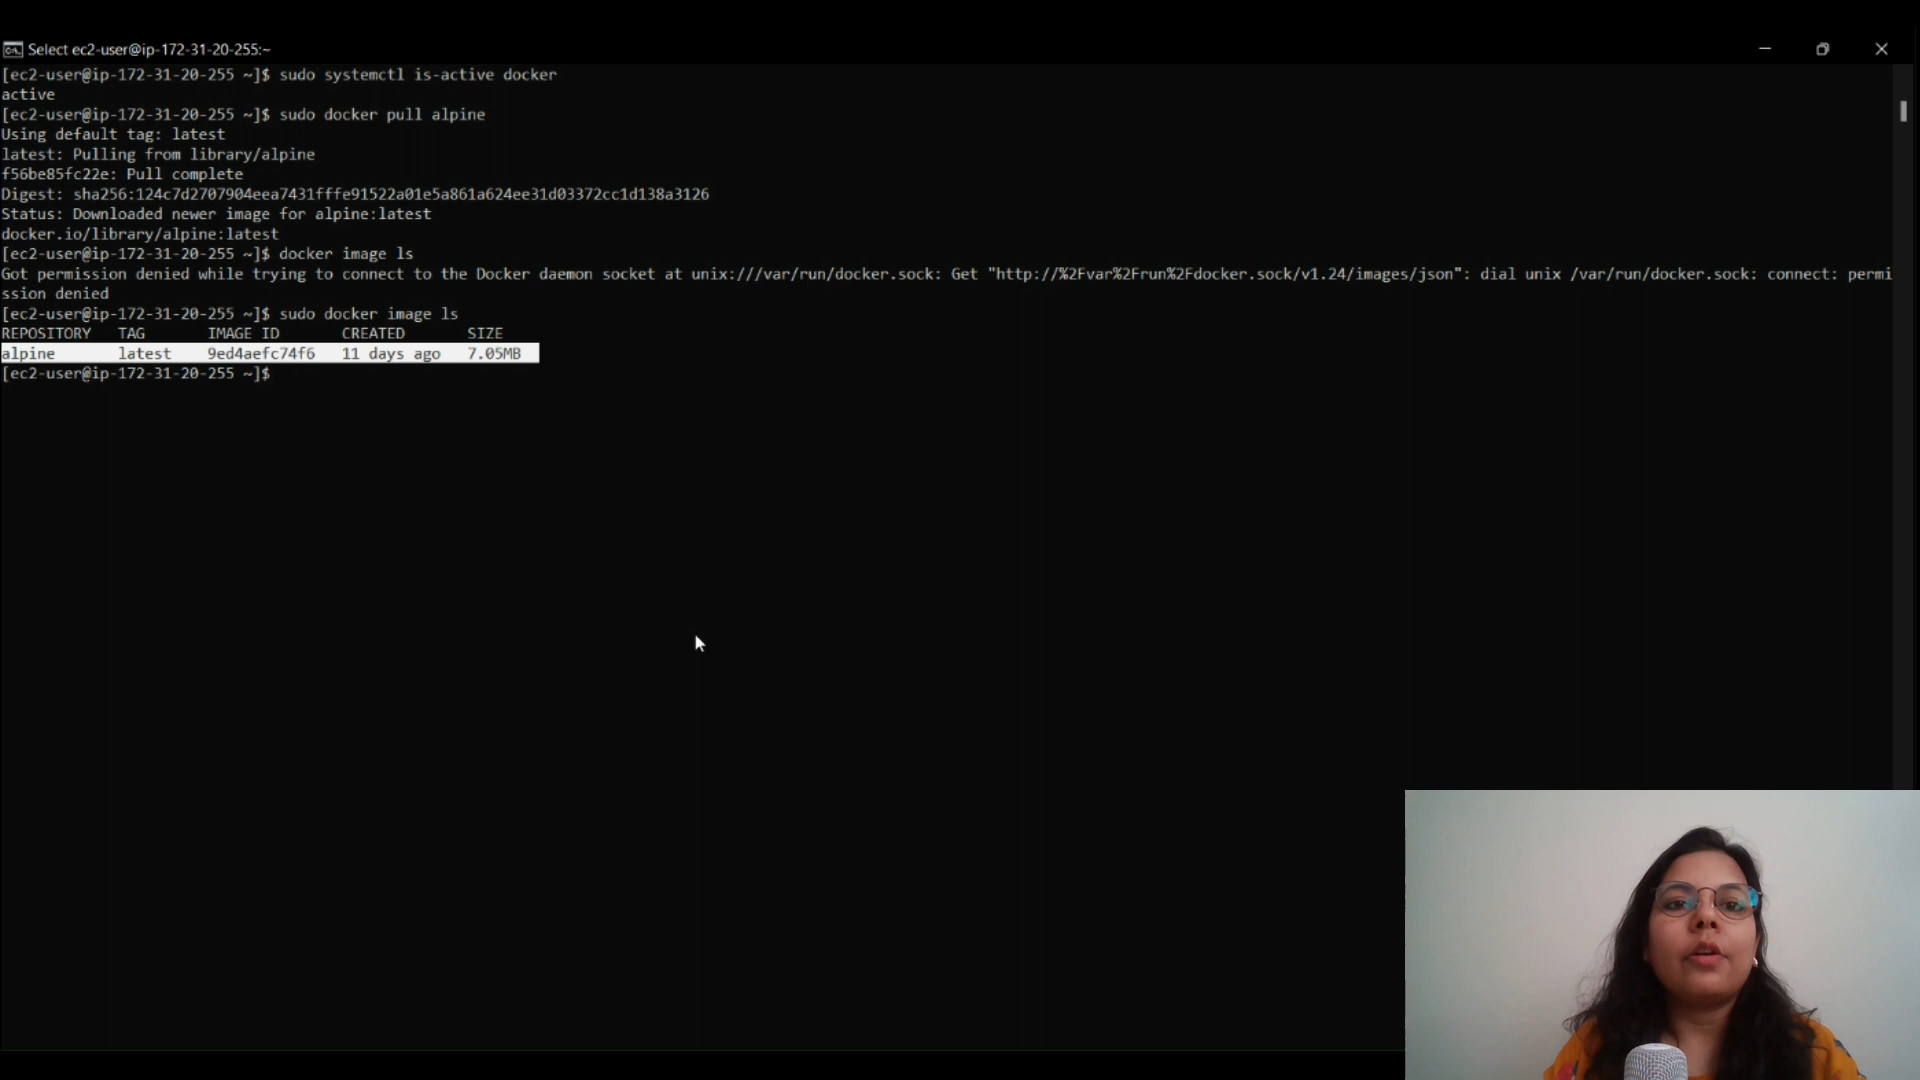 Select ec2-user@ip-172-31-20-255:~
[ec2-user@ip-172-31-20-255 ~]$ sudo systemctl is-active docker
active
[ec2-user@ip-172-31-20-255 ~]$ sudo docker pull alpine
Using default tag: latest
latest: Pulling from library/alpine
f56be85fc22e: Pull complete
Digest: sha256:124c7d2707904eea7431fffe91522a01e5a861a624ee31d03372cc1d138a3126
Status: Downloaded newer image for alpine:latest
docker.io/library/alpine:latest
[ec2-user@ip-172-31-20-255 ~]$ docker image ls
Got permission denied while trying to connect to the Docker daemon socket at unix:///var/run/docker.sock: Get "http://%2Fvar%2Frun%2Fdocker.sock/v1.24/images/json": dial unix /var/run/docker.sock: connect: permi
ssion denied
[ec2-user@ip-172-31-20-255 ~]$ sudo docker image ls
REPOSITORY   TAG       IMAGE ID       CREATED       SIZE
alpine       latest    9ed4aefc74f6   11 days ago   7.05MB
[ec2-user@ip-172-31-20-255 ~]$